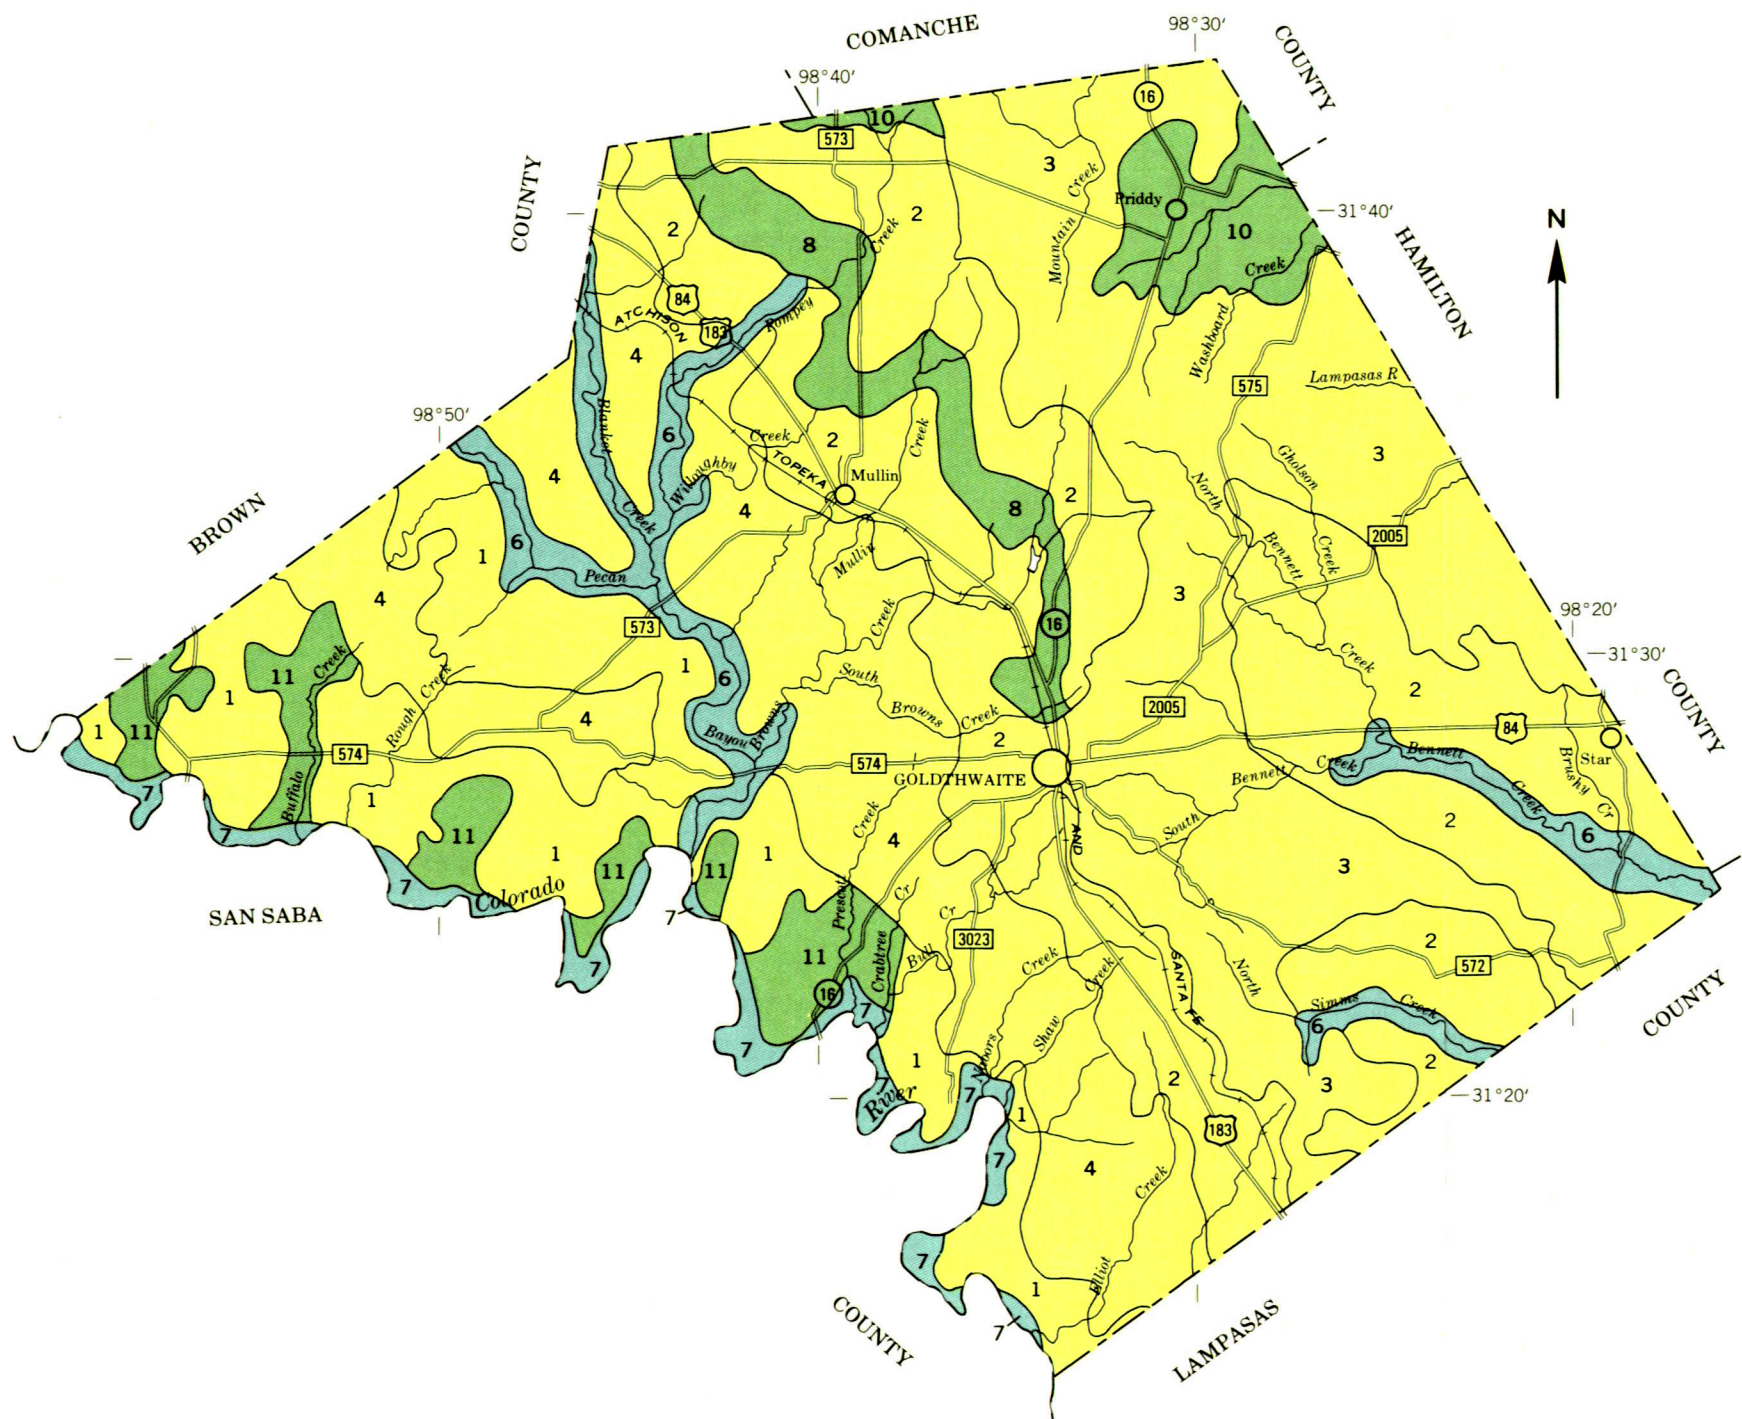 COMANCHE
COUNTY
98°30′
98°40′
16
10
573
3
Creek
Mountain
Priddy
31°40′
N
COUNTY
2
2
8
Creek
10
Creek
HAMILTON
84
ATCHISON
183
Pompey
4
Washboard
575
Lampasas R
98°50′
Blanket
6
Creek
2
Creek
3
4
Willoughby
TOPEKA
Mullin
Gholson
North
Creek
4
8
2
BROWN
1
6
Creek
2005
Pecan
Mullin
Bennett
Creek
4
3
98°20′
573
Creek
16
31°30′
11
Creek
1
1
6
South
Creek
COUNTY
1
11
Rough
Creek
4
Browns
Creek
2005
2
Bayou
Browns
2
84
574
574
GOLDTHWAITE
Bennett
Creek
Bennett
Star
Brushy
Cr
7
Buffalo
1
Creek
South
Creek
2
6
7
11
1
11
11
1
4
AND
3
7
Colorado
7
Prescott
Cr
SAN SABA
Cr
3023
2
572
7
11
Crabtree
Bull
Creek
Creek
SANTA FE
North
16
7
Simms
Creek
6
COUNTY
7
Nabors
Shaw
1
2
2
3
7
River
7
1
31°20′
183
7
4
Creek
7
1
Elliot
7
COUNTY
LAMPASAS